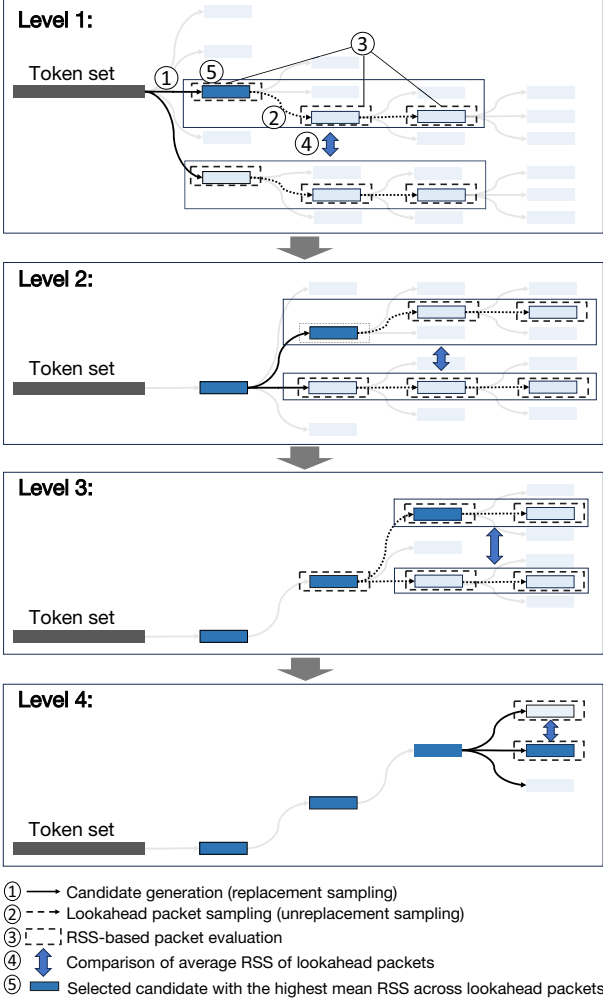 Level 1:
Token set
1
5
3
2
4
Level 2:
Token set
Level 3:
Token set
Level 4:
Token set
1 Candidate generation (replacement sampling)
2 Lookahead packet sampling (unreplacement sampling)
3 RSS-based packet evaluation
4 Comparison of average RSS of lookahead packets
5 Selected candidate with the highest mean RSS across lookahead packets